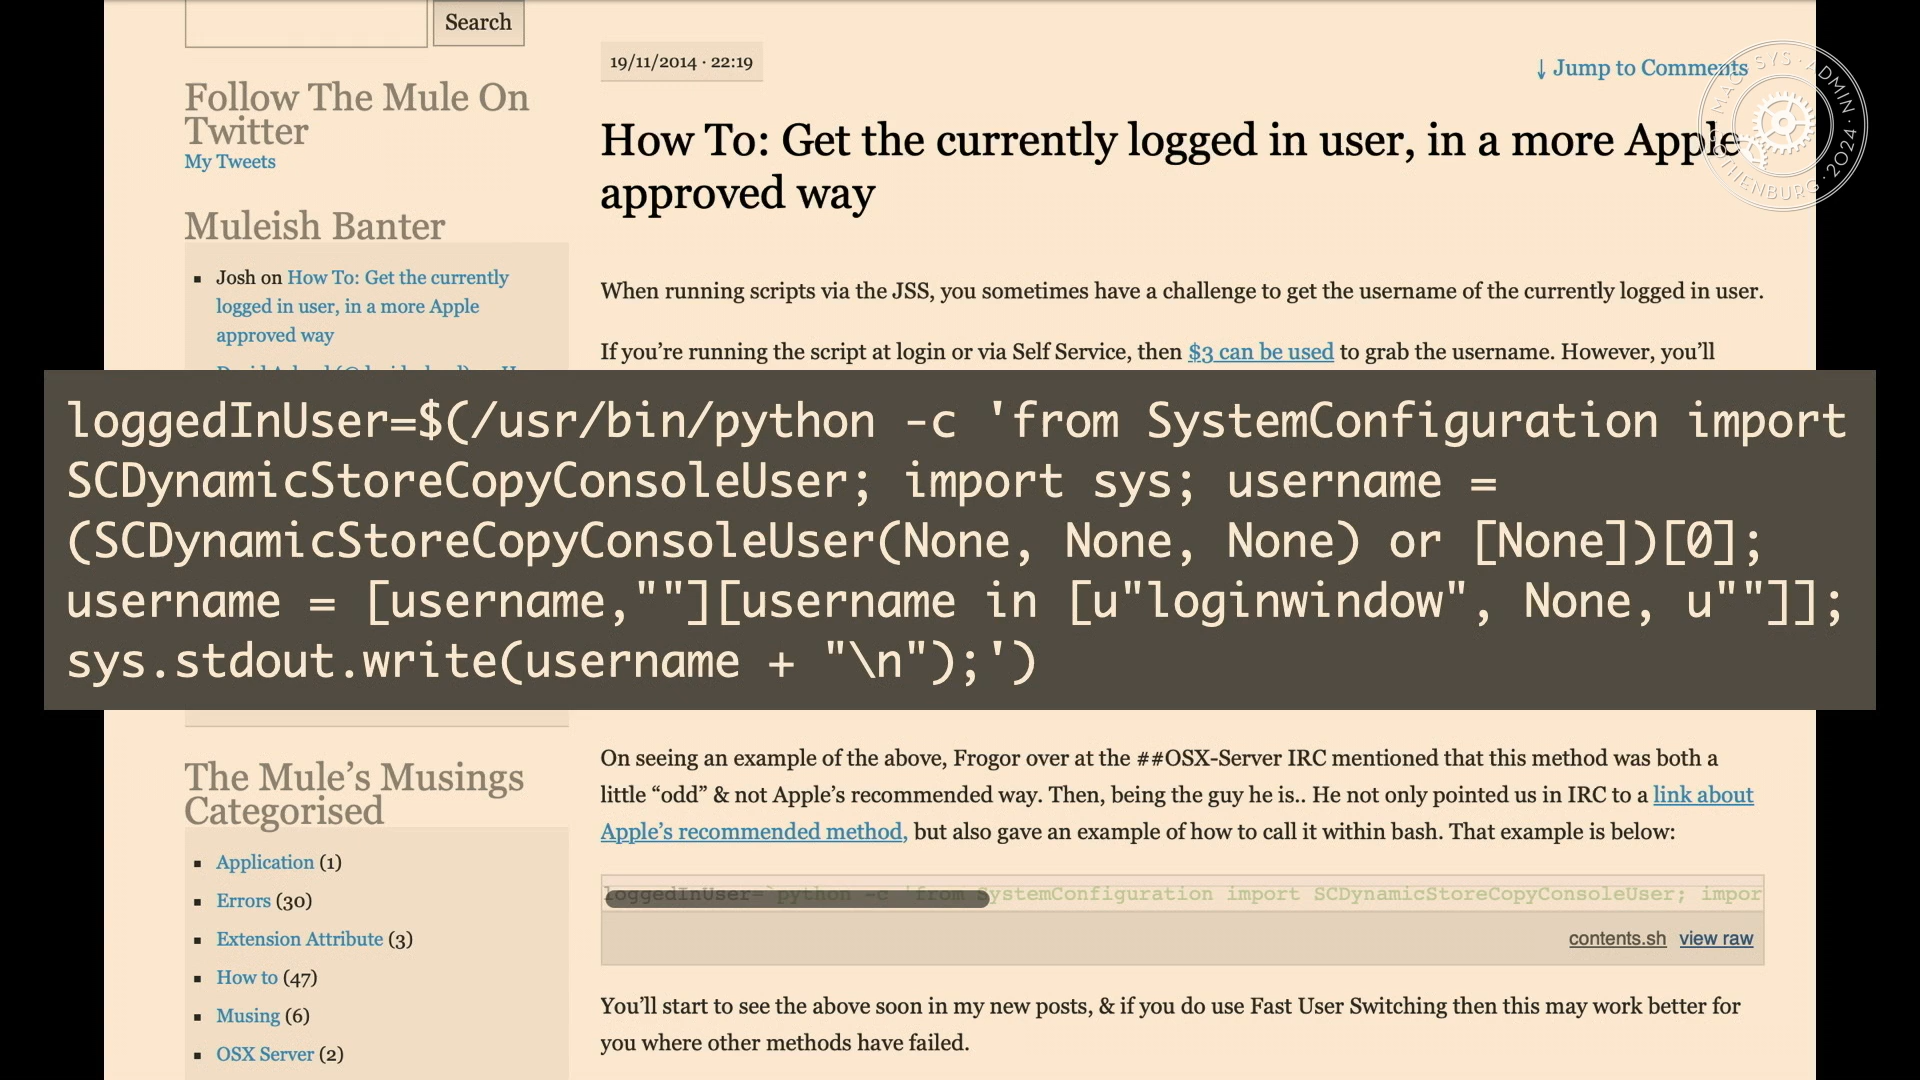 Search
Follow The Mule On
Twitter
My Tweets
Muleish Banter
▪ Josh on How To: Get the currently
logged in user, in a more Apple
approved way
19/11/2014 · 22:19
↓ Jump to Comments
MAC · SYS · ADMIN · 2024 · GOTHENBURG
How To: Get the currently logged in user, in a more Apple
approved way
When running scripts via the JSS, you sometimes have a challenge to get the username of the currently logged in user.
If you’re running the script at login or via Self Service, then $3 can be used to grab the username. However, you’ll
loggedInUser=$(/usr/bin/python -c 'from SystemConfiguration import
SCDynamicStoreCopyConsoleUser; import sys; username =
(SCDynamicStoreCopyConsoleUser(None, None, None) or [None])[0];
username = [username,""][username in [u"loginwindow", None, u""]];
sys.stdout.write(username + "\n");')
The Mule’s Musings
Categorised
▪ Application (1)
▪ Errors (30)
▪ Extension Attribute (3)
▪ How to (47)
▪ Musing (6)
▪ OSX Server (2)
On seeing an example of the above, Frogor over at the ##OSX-Server IRC mentioned that this method was both a
little “odd” & not Apple’s recommended way. Then, being the guy he is.. He not only pointed us in IRC to a link about
Apple’s recommended method, but also gave an example of how to call it within bash. That example is below:
loggedInUser=`python -c 'from SystemConfiguration import SCDynamicStoreCopyConsoleUser; impor
contents.sh view raw
You’ll start to see the above soon in my new posts, & if you do use Fast User Switching then this may work better for
you where other methods have failed.